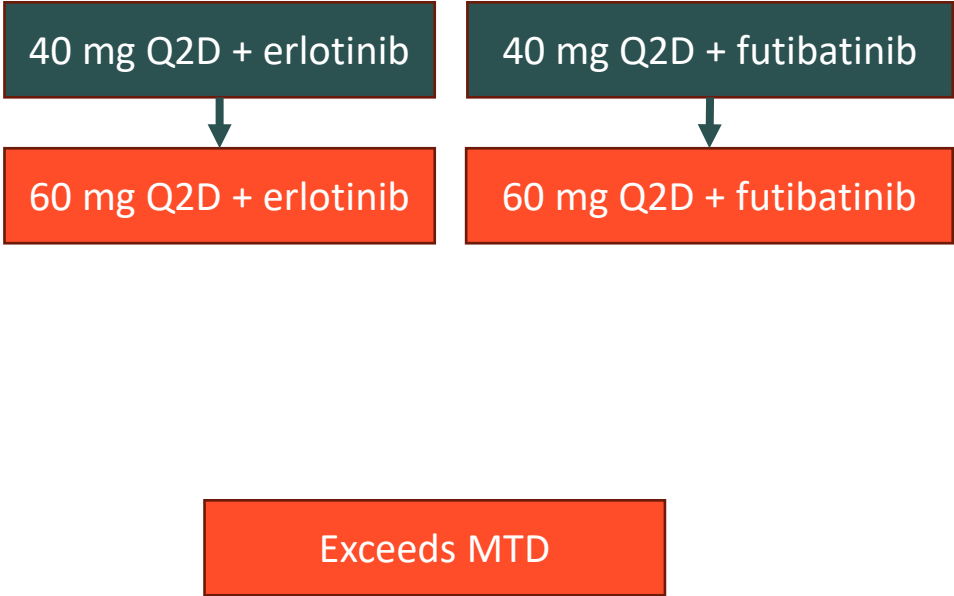 40 mg Q2D + erlotinib
40 mg Q2D + futibatinib
60 mg Q2D + erlotinib
60 mg Q2D + futibatinib
Exceeds MTD